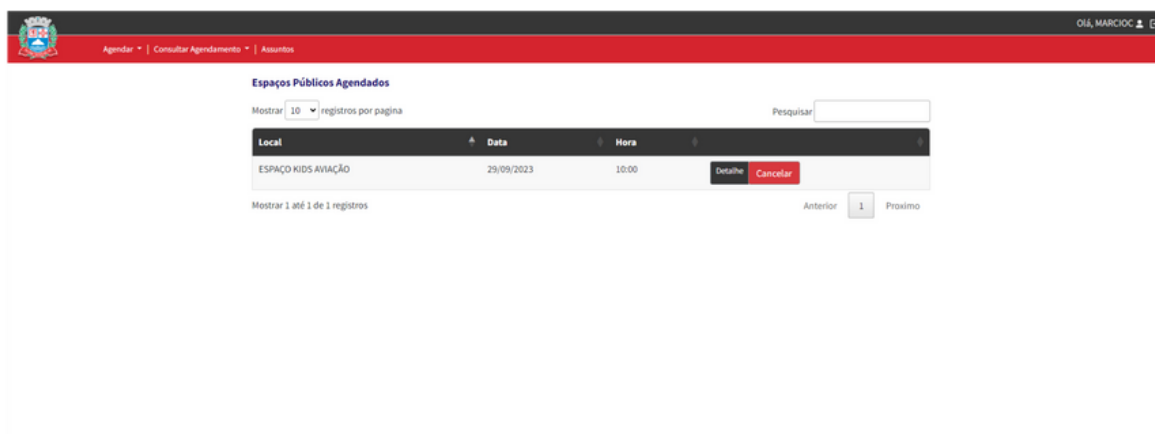 Olá, MARCIOC
Agendar | Consultar Agendamento | Assuntos
Espaços Públicos Agendados
Mostrar 10 registros por pagina Pesquisar
Local Data Hora
ESPAÇO KIDS AVIAÇÃO 29/09/2023 10:00 Detalhe Cancelar
Mostrar 1 até 1 de 1 registros Anterior 1 Proximo